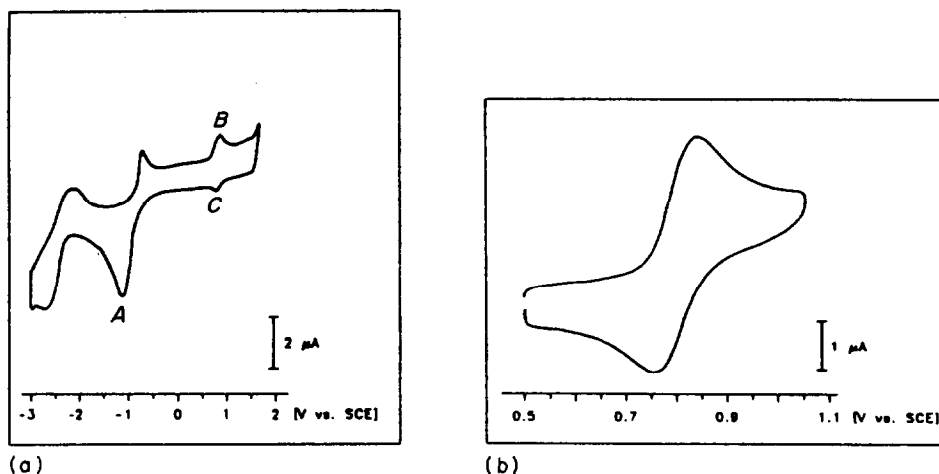 B
C
A
2 μA
-3 -2 -1 0 1 2 [V vs. SCE]
(a)
1 μA
0.5 0.7 0.9 1.1 [V vs. SCE]
(b)